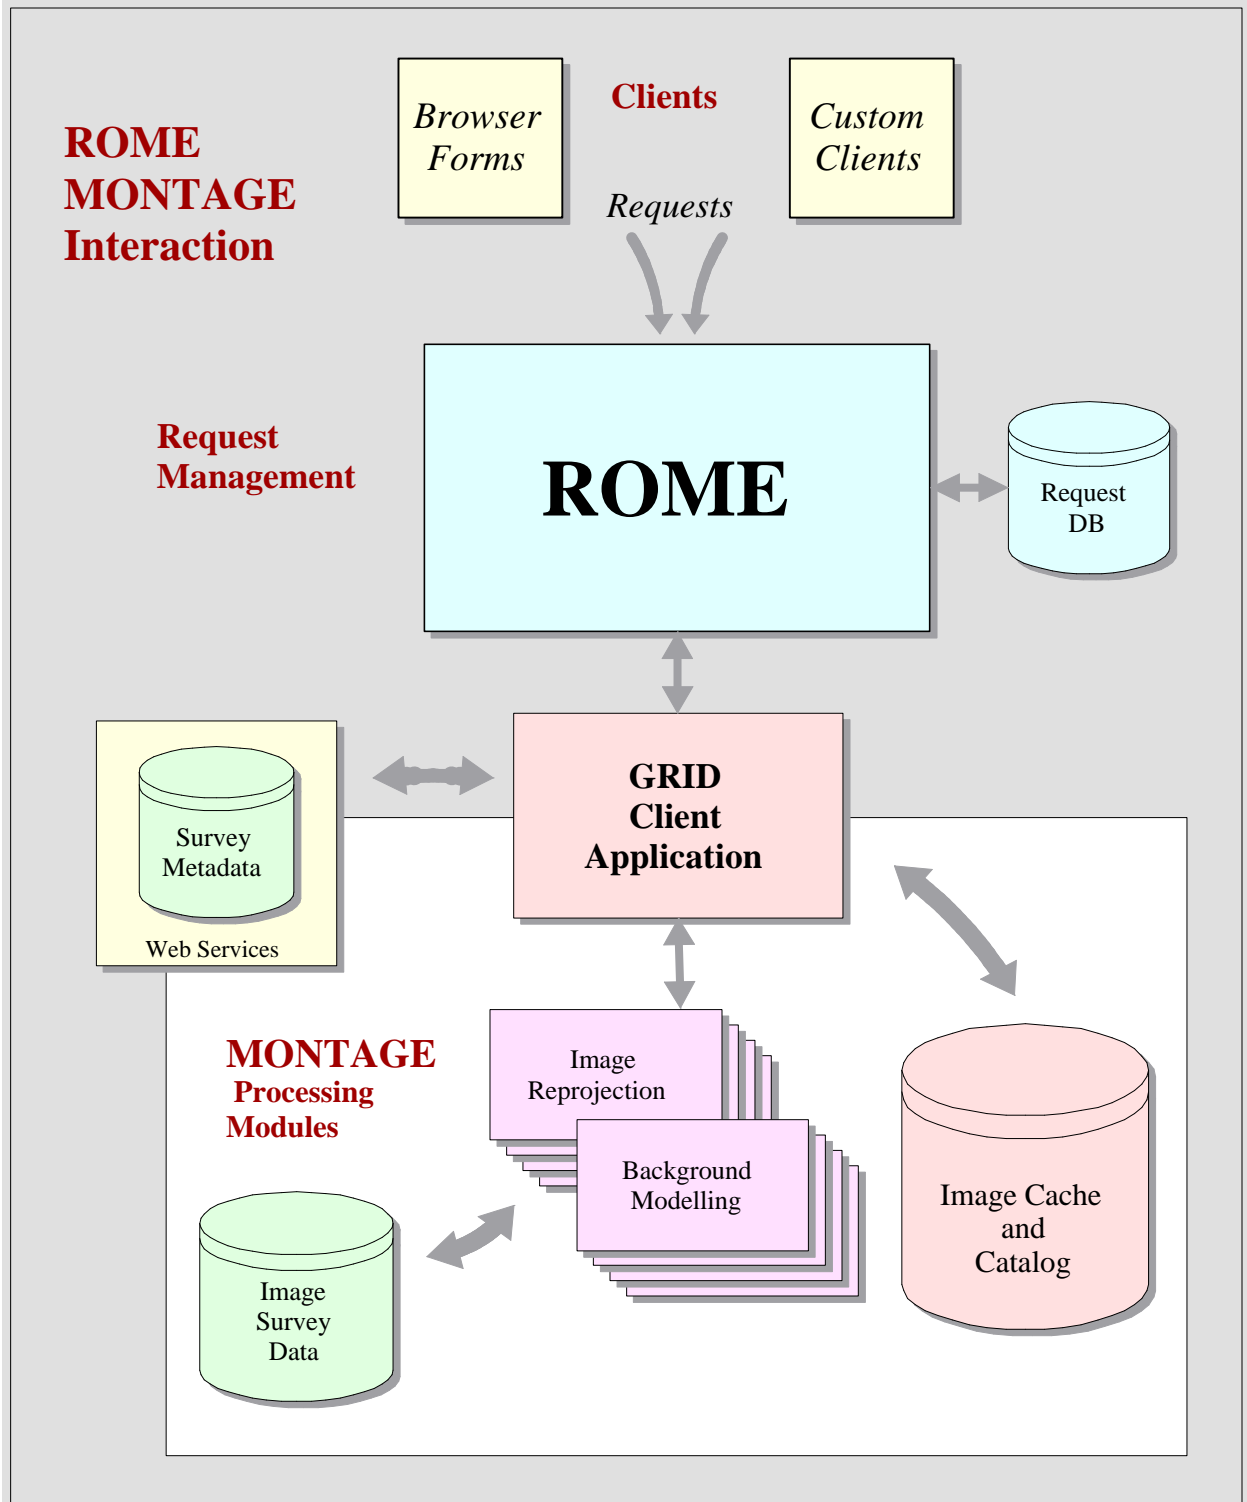 Browser
Forms
Clients
Custom
Clients
ROME
MONTAGE
Interaction
Requests
Request
Management
ROME
Request
DB
GRID
Client
Application
Survey
Metadata
Web Services
MONTAGE
Processing
Modules
Image
Reprojection
Background
Modelling
Image Cache
and
Catalog
Image
Survey
Data